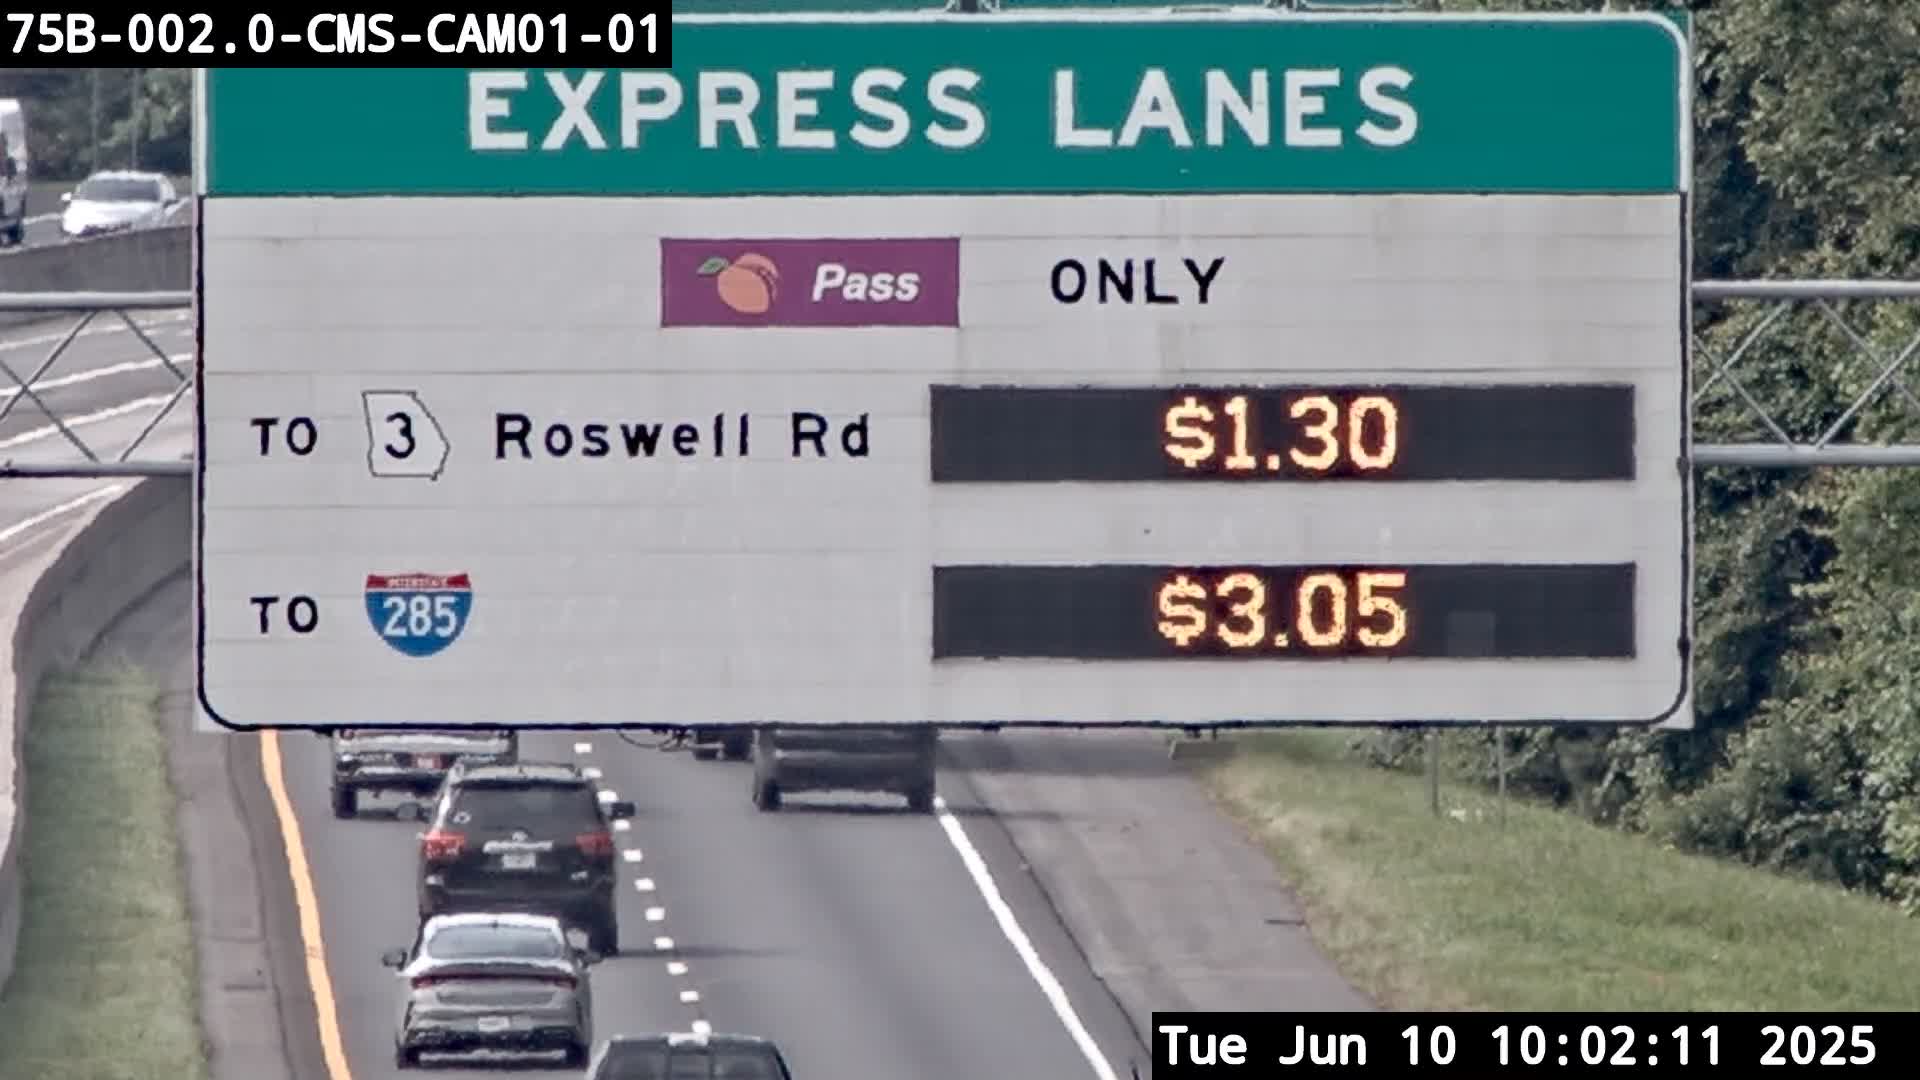 75B-002.0-CMS-CAM01-01
EXPRESS LANES
Pass ONLY
TO 3 Roswell Rd $1.30
INTERSTATE
TO 285 $3.05
Tue Jun 10 10:02:11 2025